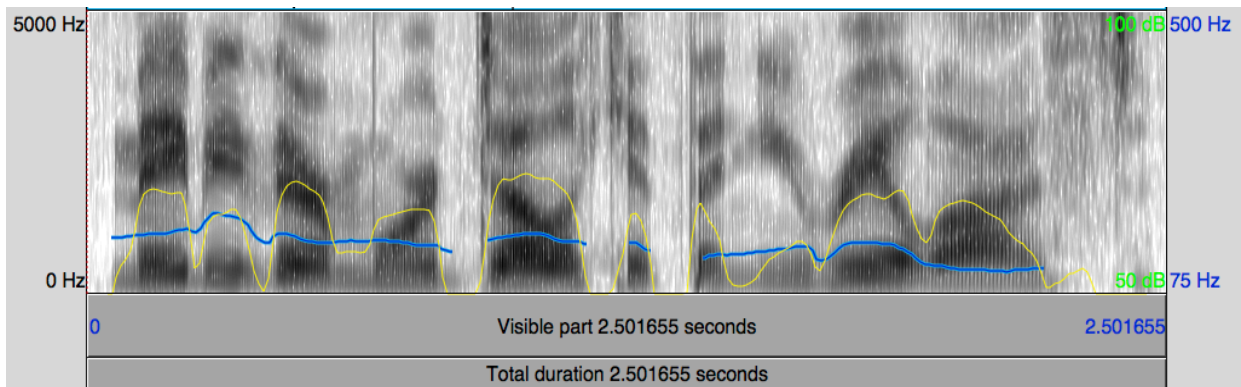 5000 Hz 100 dB 500 Hz
0 Hz 50 dB 75 Hz
0 Visible part 2.501655 seconds 2.501655
Total duration 2.501655 seconds